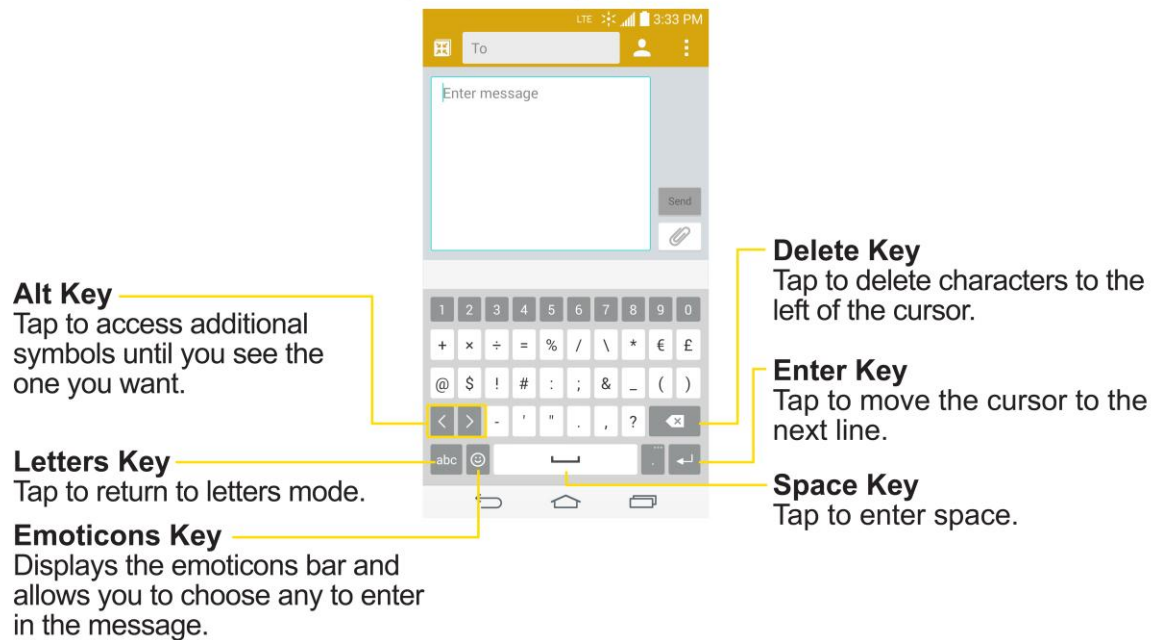 LTE 3:33 PM
To
Enter message
Send
Alt Key
Tap to access additional
symbols until you see the
one you want.
Letters Key
Tap to return to letters mode.
Emoticons Key
Displays the emoticons bar and
allows you to choose any to enter
in the message.
1 2 3 4 5 6 7 8 9 0
+ × ÷ = % / \ * € £
@ $ ! # : ; & _ ( )
< > - ' " . , ?
abc .
Delete Key
Tap to delete characters to the
left of the cursor.
Enter Key
Tap to move the cursor to the
next line.
Space Key
Tap to enter space.